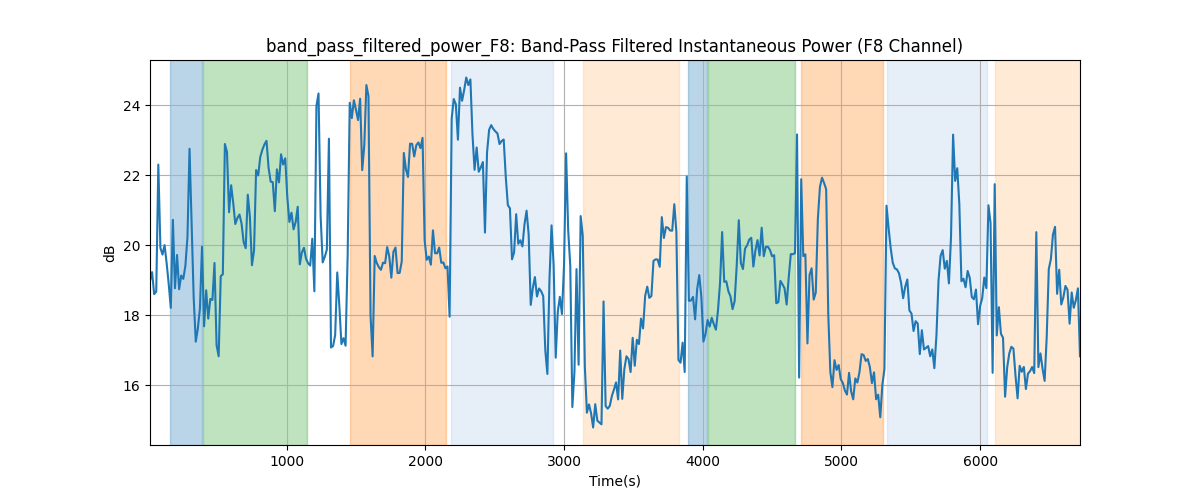 band_pass_filtered_power_F8: Band-Pass Filtered Instantaneous Power (F8 Channel)
24
22
20
18
16
dB
1000 2000 3000 4000 5000 6000
Time(s)